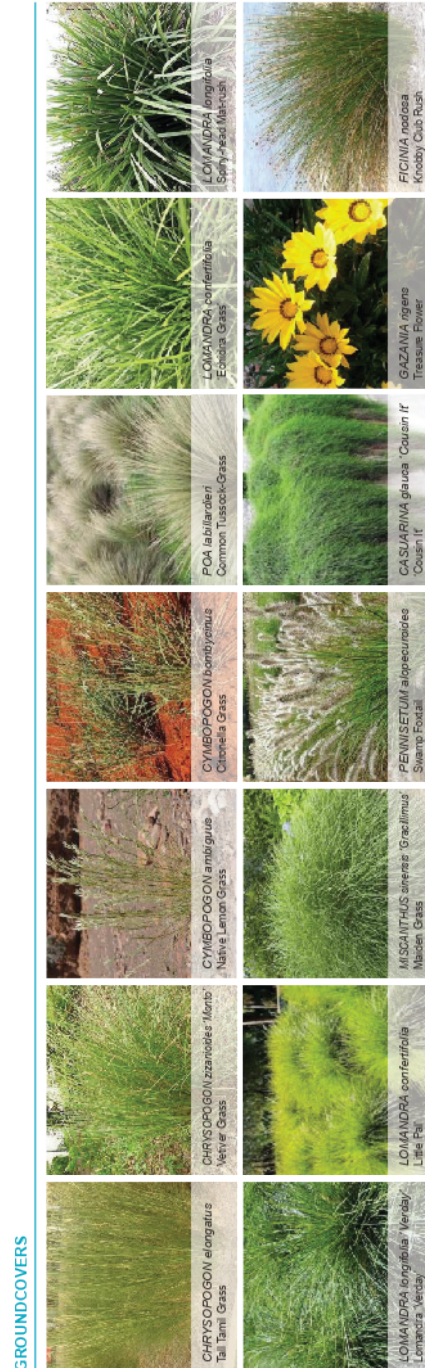 GROUNDCOVERS
CHRYSOPOGON elongatus
Tall Tamil Grass
CHRYSOPOGON zizanioides 'Monto'
Vetiver Grass
CYMBOPOGON ambiguus
Native Lemon Grass
CYMBOPOGON bombycinus
Citronella Grass
POA labillardieri
Common Tussock-Grass
LOMANDRA confertifolia
Echidna Grass
LOMANDRA longifolia
Spiny-head Mat-rush
LOMANDRA longifolia 'Verday'
Lomandra 'Verday'
LOMANDRA confertifolia
Little Pal
MISCANTHUS sinensis 'Gracillimus'
Maiden Grass
PENNISETUM alopecuroides
Swamp Foxtail
CASUARINA glauca 'Cousin It'
'Cousin It'
GAZANIA rigens
Treasure Flower
FICINIA nodosa
Knobby Club Rush